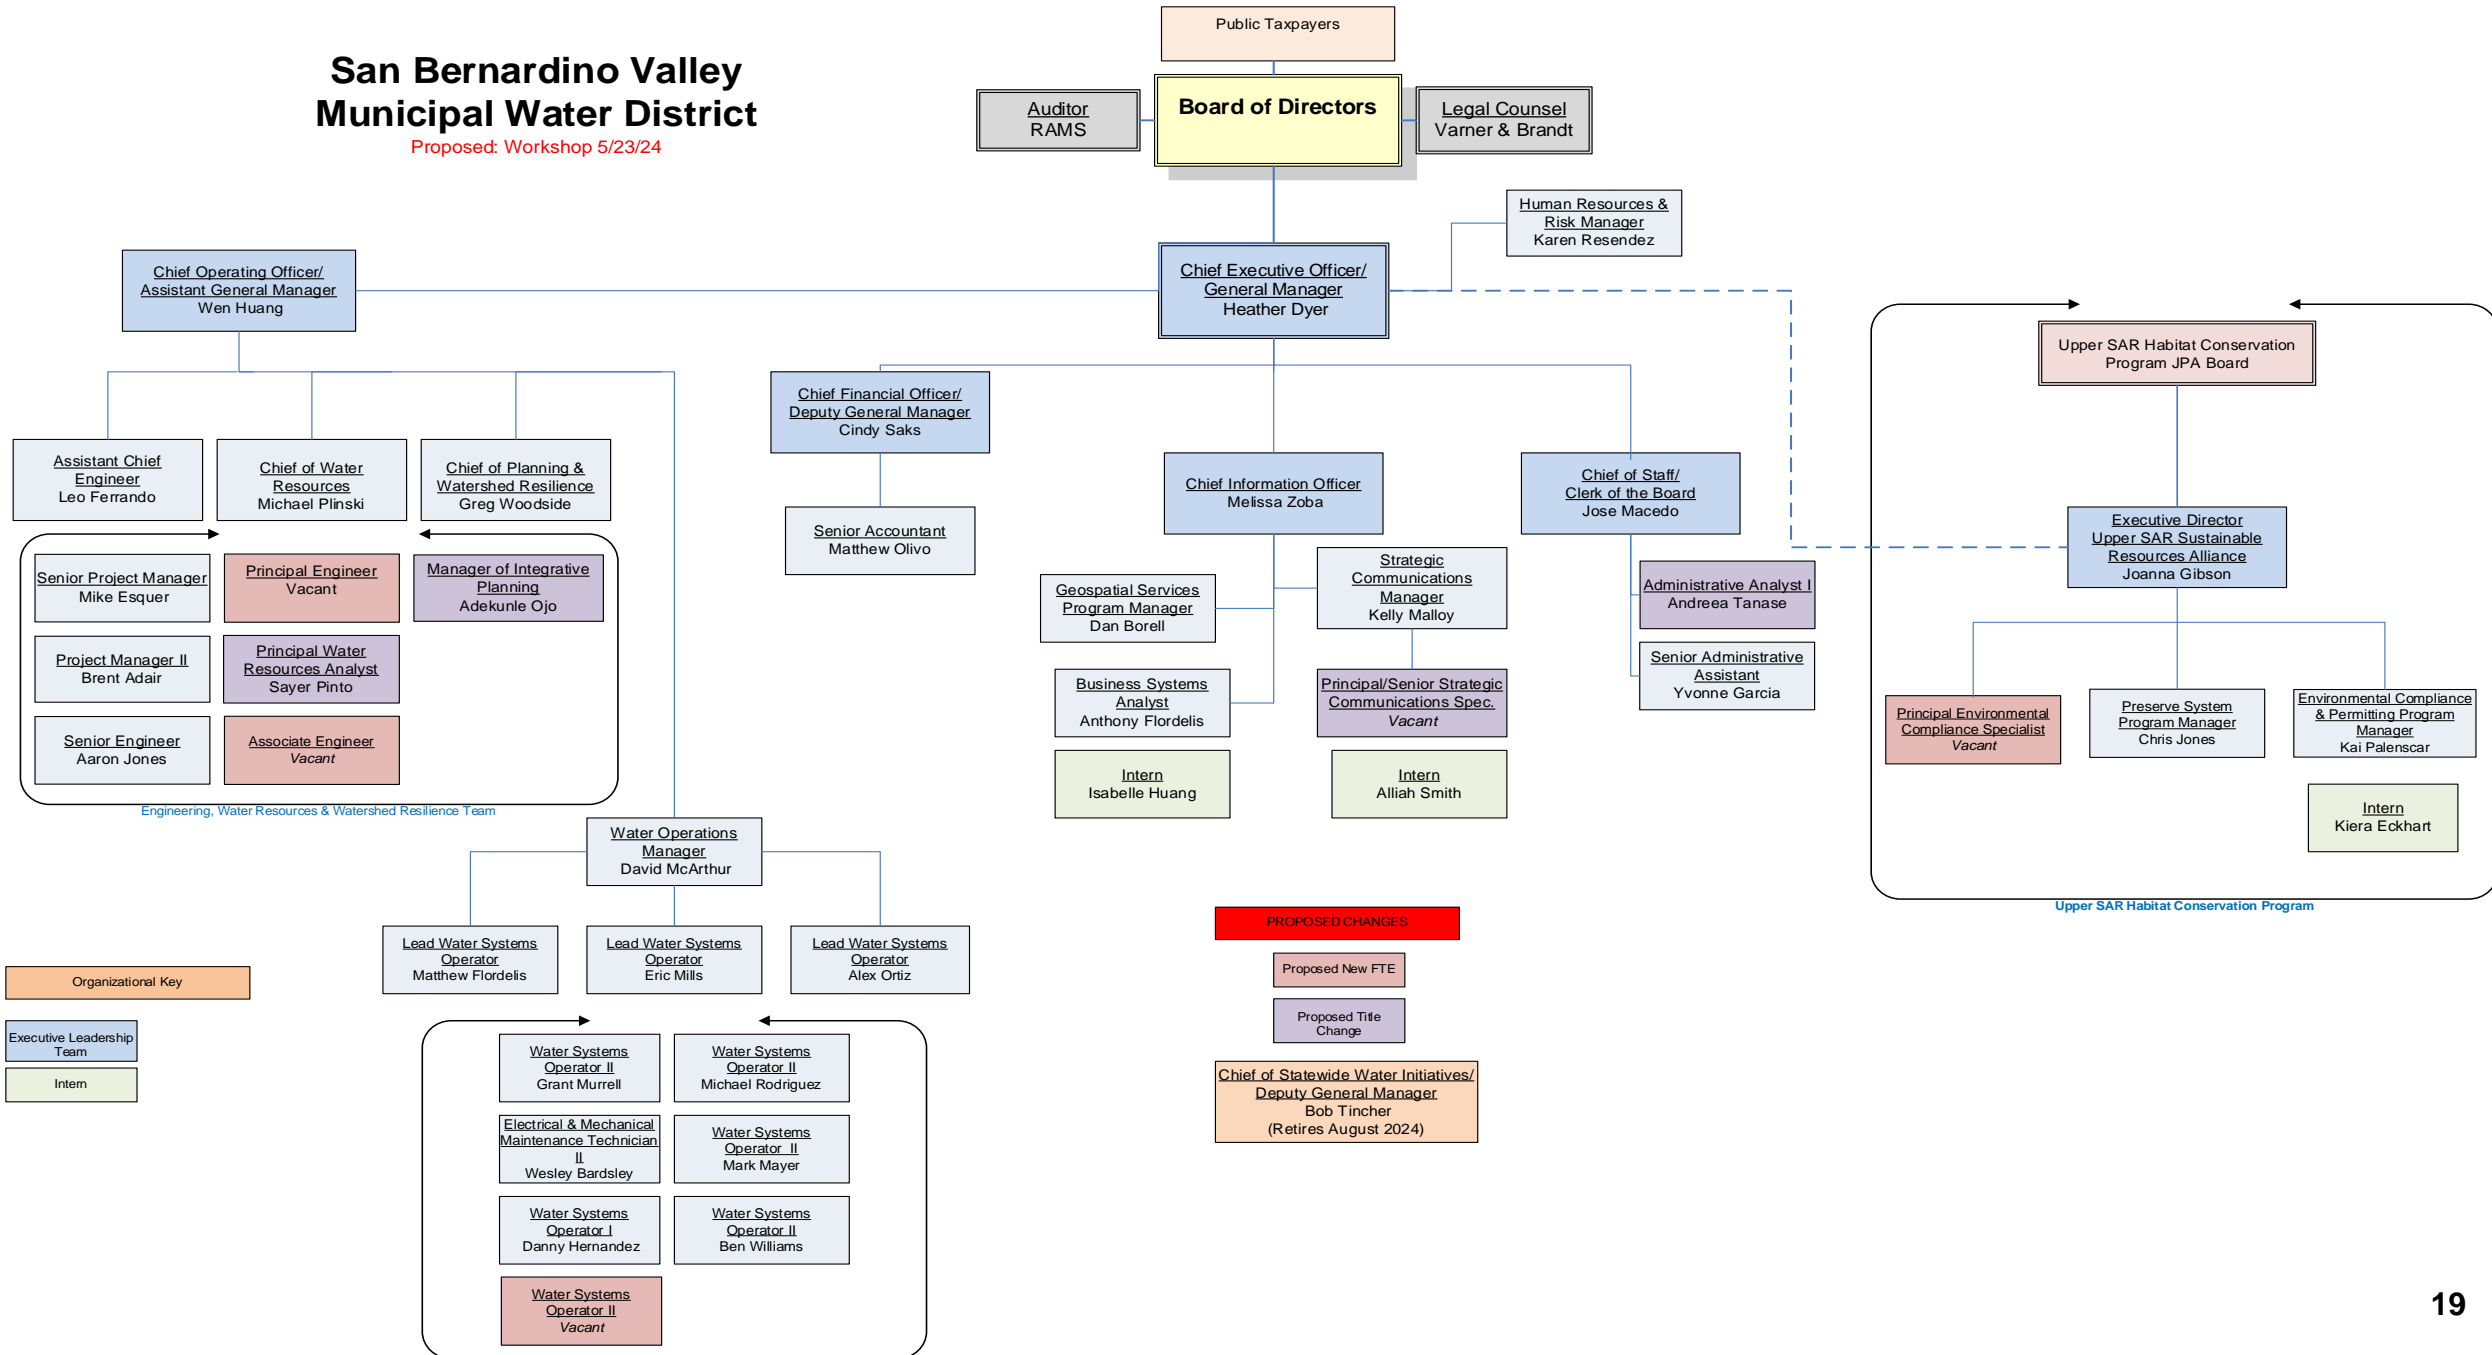 San Bernardino Valley
Municipal Water District
Proposed: Workshop 5/23/24
Public Taxpayers
Auditor
RAMS
Board of Directors
Legal Counsel
Varner & Brandt
Human Resources &
Risk Manager
Karen Resendez
Chief Operating Officer/
Assistant General Manager
Wen Huang
Chief Executive Officer/
General Manager
Heather Dyer
Upper SAR Habitat Conservation
Program JPA Board
Chief Financial Officer/
Deputy General Manager
Cindy Saks
Assistant Chief
Engineer
Leo Ferrando
Chief of Water
Resources
Michael Plinski
Chief of Planning &
Watershed Resilience
Greg Woodside
Chief Information Officer
Melissa Zoba
Chief of Staff/
Clerk of the Board
Jose Macedo
Senior Accountant
Matthew Olivo
Executive Director
Upper SAR Sustainable
Resources Alliance
Joanna Gibson
Senior Project Manager
Mike Esquer
Principal Engineer
Vacant
Manager of Integrative
Planning
Adekunle Ojo
Geospatial Services
Program Manager
Dan Borell
Strategic
Communications
Manager
Kelly Malloy
Administrative Analyst I
Andreea Tanase
Project Manager II
Brent Adair
Principal Water
Resources Analyst
Sayer Pinto
Business Systems
Analyst
Anthony Flordelis
Principal/Senior Strategic
Communications Spec.
Vacant
Senior Administrative
Assistant
Yvonne Garcia
Principal Environmental
Compliance Specialist
Vacant
Preserve System
Program Manager
Chris Jones
Environmental Compliance
& Permitting Program
Manager
Kai Palenscar
Senior Engineer
Aaron Jones
Associate Engineer
Vacant
Intern
Isabelle Huang
Intern
Alliah Smith
Intern
Kiera Eckhart
Engineering, Water Resources & Watershed Resilience Team
Water Operations
Manager
David McArthur
Upper SAR Habitat Conservation Program
Lead Water Systems
Operator
Matthew Flordelis
Lead Water Systems
Operator
Eric Mills
Lead Water Systems
Operator
Alex Ortiz
PROPOSED CHANGES
Proposed New FTE
Proposed Title
Change
Chief of Statewide Water Initiatives/
Deputy General Manager
Bob Tincher
(Retires August 2024)
Organizational Key
Executive Leadership
Team
Intern
Water Systems
Operator II
Grant Murrell
Water Systems
Operator II
Michael Rodriguez
Electrical & Mechanical
Maintenance Technician
II
Wesley Bardsley
Water Systems
Operator II
Mark Mayer
Water Systems
Operator I
Danny Hernandez
Water Systems
Operator II
Ben Williams
Water Systems
Operator II
Vacant
19